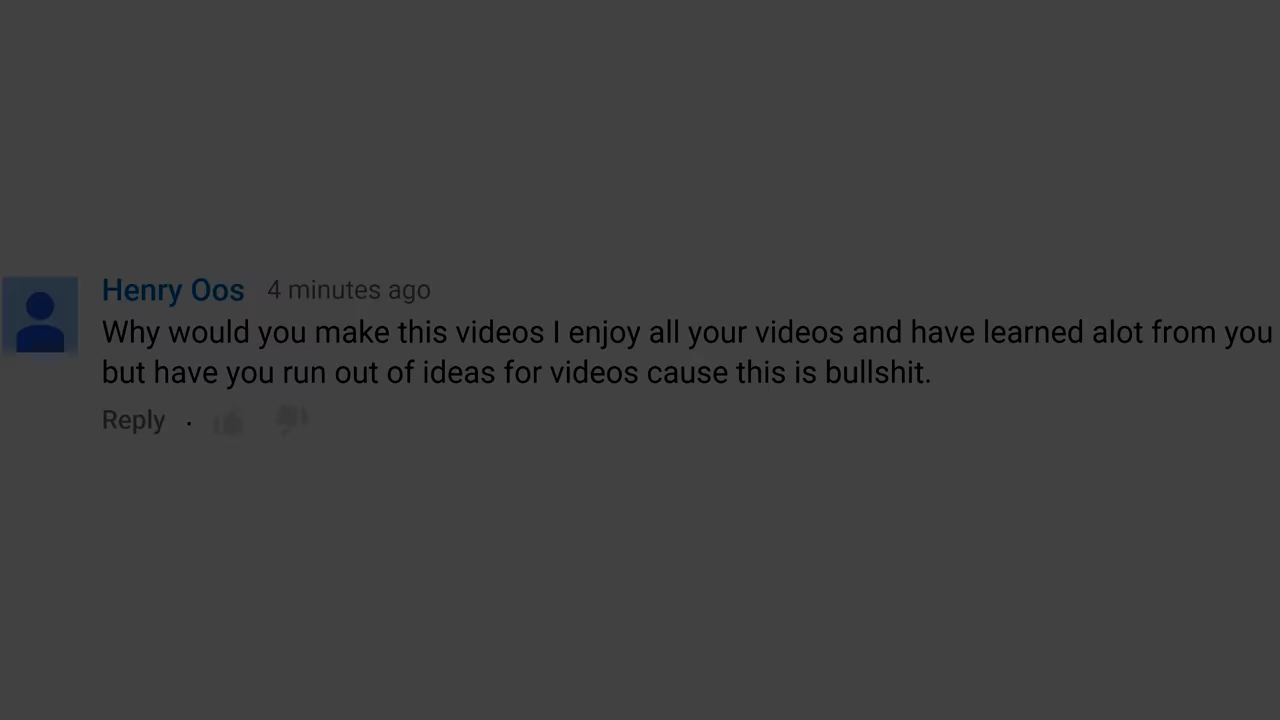 Henry Oos 4 minutes ago
Why would you make this videos I enjoy all your videos and have learned alot from you
but have you run out of ideas for videos cause this is bullshit.
Reply ·